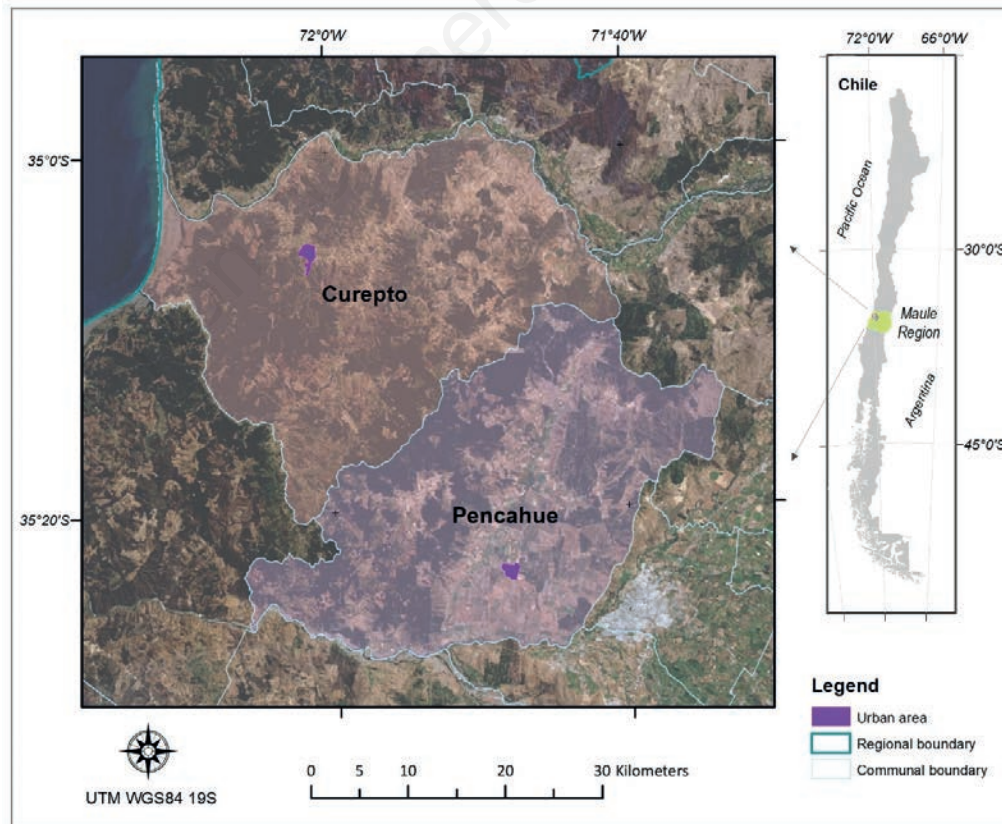 72°0'W
71°40'W
35°0'S
35°20'S
Curepto
Pencahue
72°0'W
66°0'W
Chile
Pacific Ocean
30°0'S
Maule
Region
Argentina
45°0'S
Legend
Urban area
Regional boundary
Communal boundary
0 5 10 20 30 Kilometers
UTM WGS84 19S